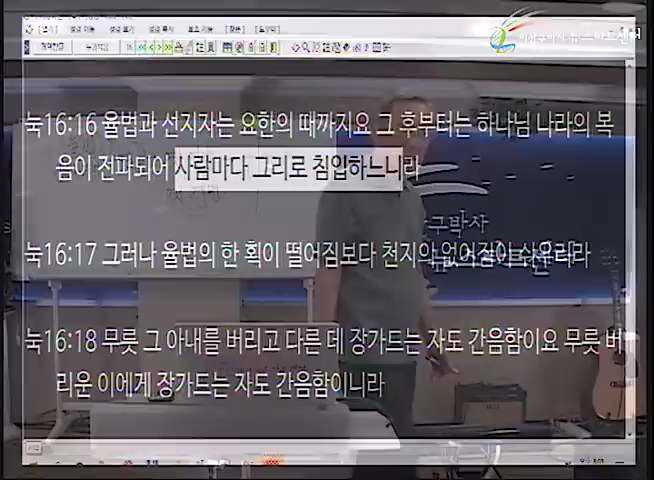 눅16:16 율법과 선지자는 요한의 때까지요 그 후부터는 하나님 나라의 복
음이 전파되어 사람마다 그리로 침입하느니라
구박사
눅16:17 그러나 율법의 한 획이 떨어짐보다 천지의 없어짐이 쉬우리라
눅16:18 무릇 그 아내를 버리고 다른 데 장가드는 자도 간음함이요 무릇 버
리운 이에게 장가드는 자도 간음함이니라